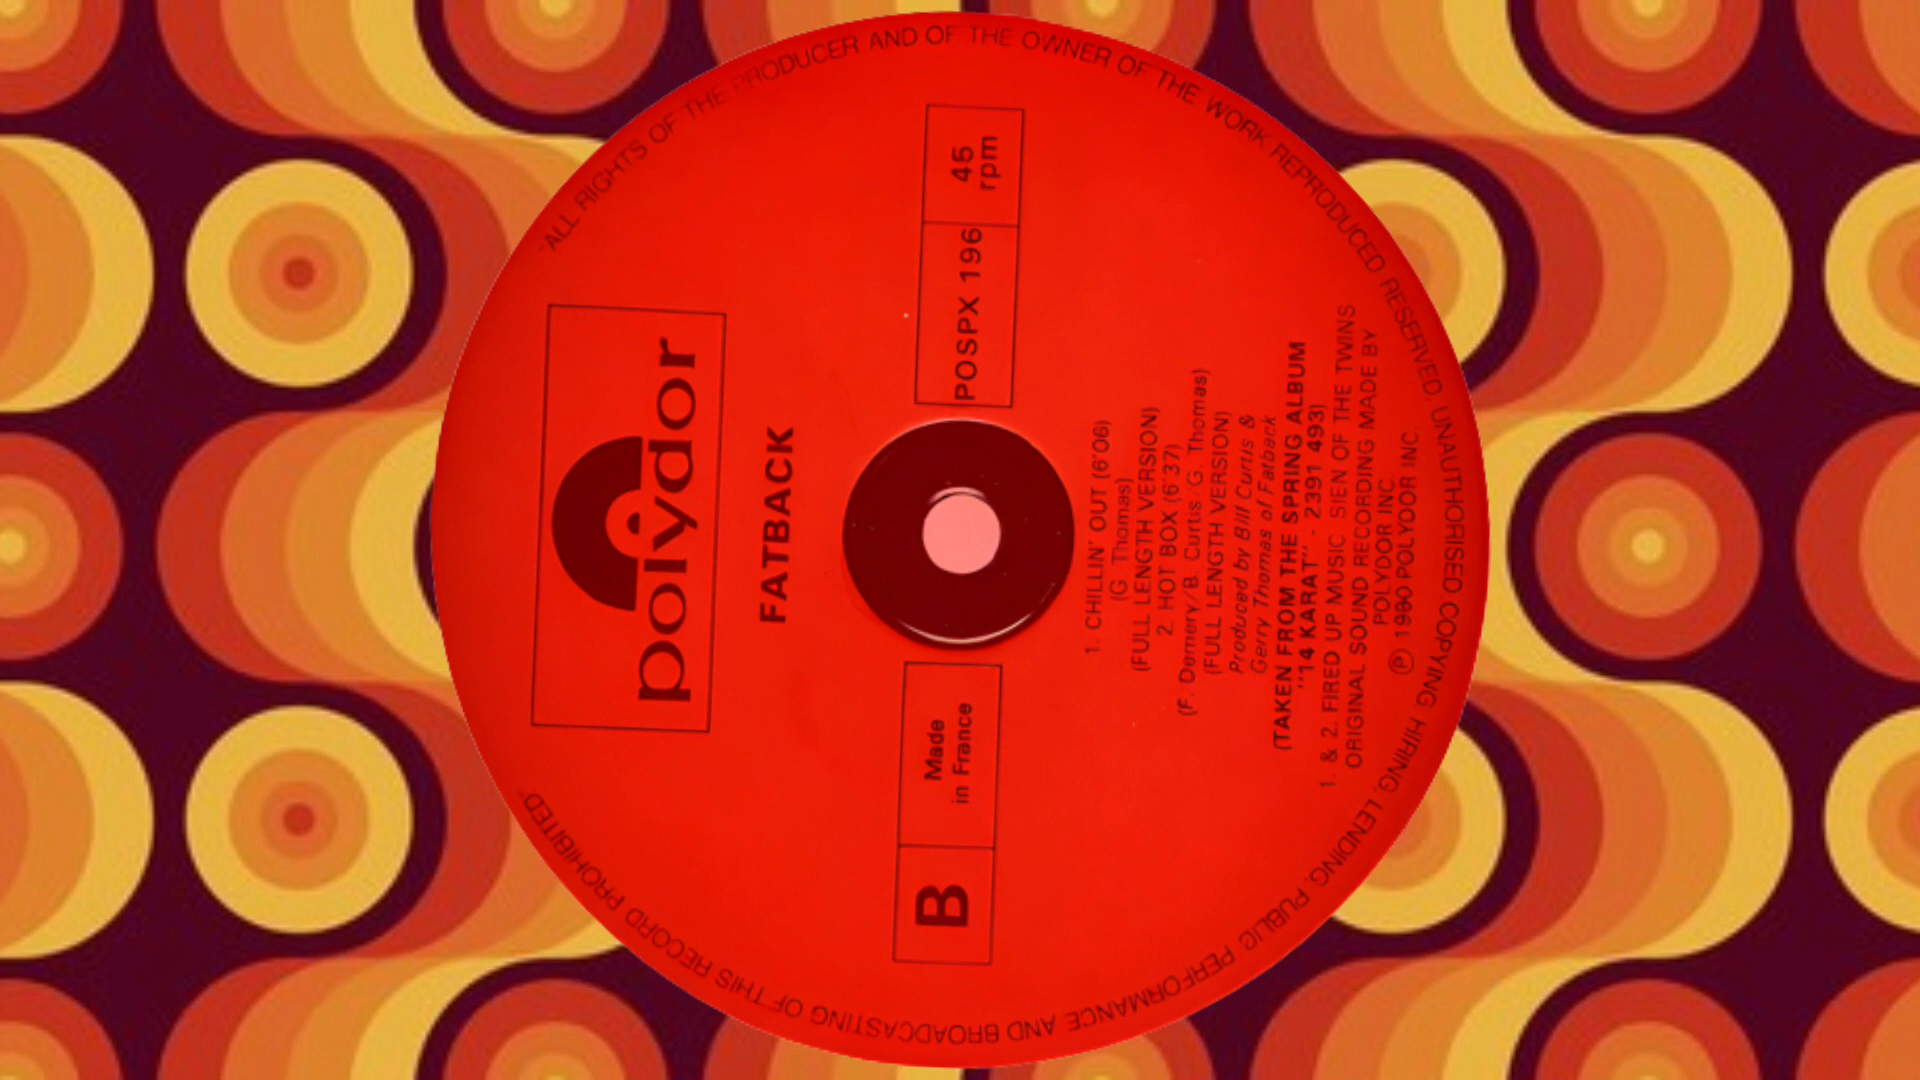 "ALL RIGHTS OF THE PRODUCER AND OF THE OWNER OF THE WORK REPRODUCED RESERVED UNAUTHORISED COPYING, HIRING, LENDING, PUBLIC PERFORMANCE AND BROADCASTING OF THIS RECORD PROHIBITED"
polydor
FATBACK
B
Made
in France
POSPX 196
45
rpm
1. CHILLIN' OUT (6'06)
(G Thomas)
(FULL LENGTH VERSION)
2. HOT BOX (6'37)
(F. Demery/B. Curtis/G. Thomas)
(FULL LENGTH VERSION)
Produced by Bill Curtis &
Gerry Thomas of Fatback
(TAKEN FROM THE SPRING ALBUM
"14 KARAT" - 2391 493)
1. & 2. FIRED UP MUSIC. SIEN OF THE TWINS
ORIGINAL SOUND RECORDING MADE BY
POLYDOR INC
℗ 1980 POLYDOR INC